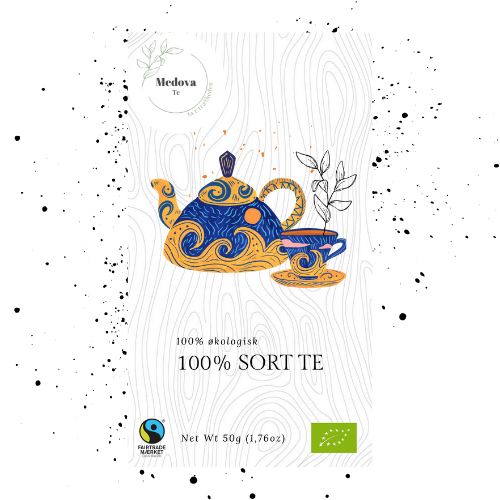 Medova
Te
100% økologisk
100% SORT TE
Net Wt 50g (1,76oz)
FAIRTRADE
MÆRKET